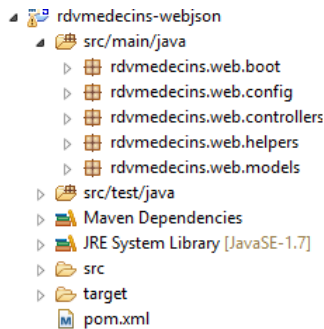 rdvmedecins-webjson
src/main/java
rdvmedecins.web.boot
rdvmedecins.web.config
rdvmedecins.web.controllers
rdvmedecins.web.helpers
rdvmedecins.web.models
src/test/java
Maven Dependencies
JRE System Library [JavaSE-1.7]
src
target
pom.xml